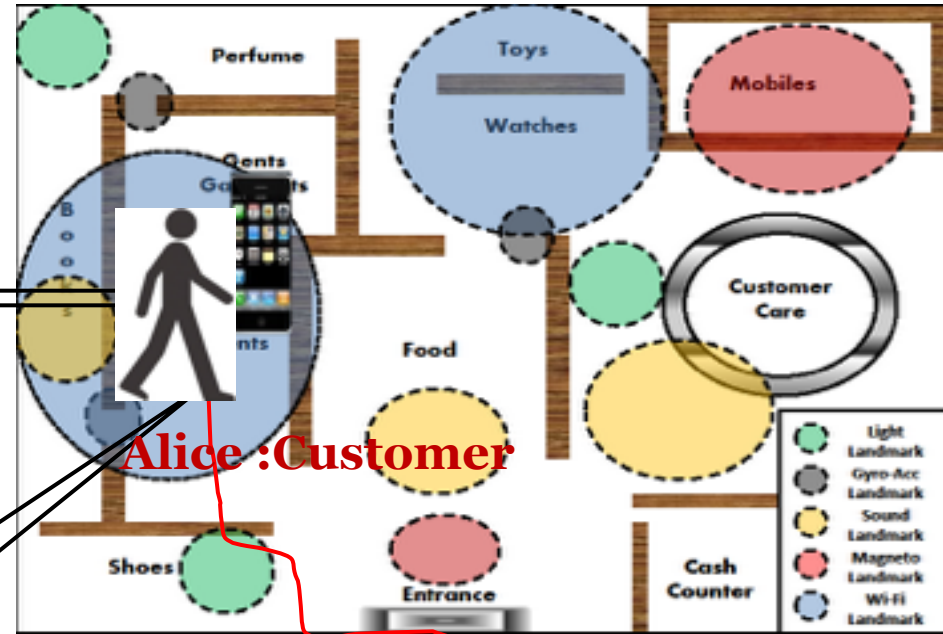 Perfume
Toys
Watches
Mobiles
Gents
Ga ts
B
o
o
s
nts
Customer
Care
Food
Alice :Customer
Shoes
Entrance
Cash
Counter
Light
Landmark
Gyro-Acc
Landmark
Sound
Landmark
Magneto
Landmark
Wi-Fi
Landmark